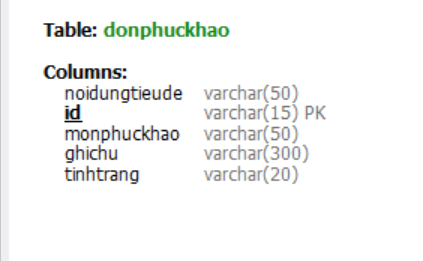 Table: donphuckhao
Columns:
noidungtieude varchar(50)
id varchar(15) PK
monphuckhao varchar(50)
ghichu varchar(300)
tinhtrang varchar(20)